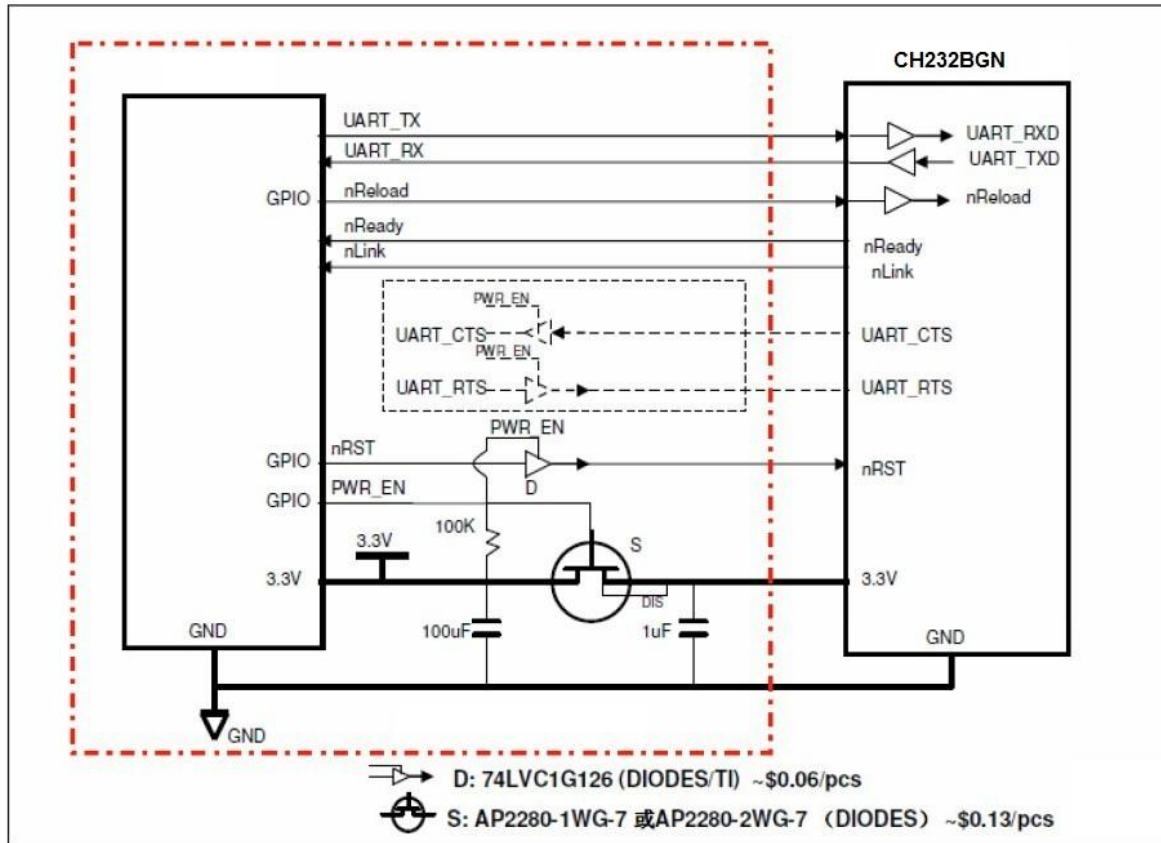 CH232BGN
UART_TX
UART_RXD
UART_RX
UART_TXD
GPIO
nReload
nReload
nReady
nReady
nLink
nLink
PWR_EN
UART_CTS
UART_CTS
PWR_EN
UART_RTS
UART_RTS
PWR_EN
GPIO
nRST
nRST
D
GPIO
PWR_EN
100K
S
3.3V
3.3V
3.3V
DIS
GND
100uF
1uF
GND
GND
D: 74LVC1G126 (DIODES/TI) ~$0.06/pcs
S: AP2280-1WG-7 或AP2280-2WG-7 （DIODES） ~$0.13/pcs